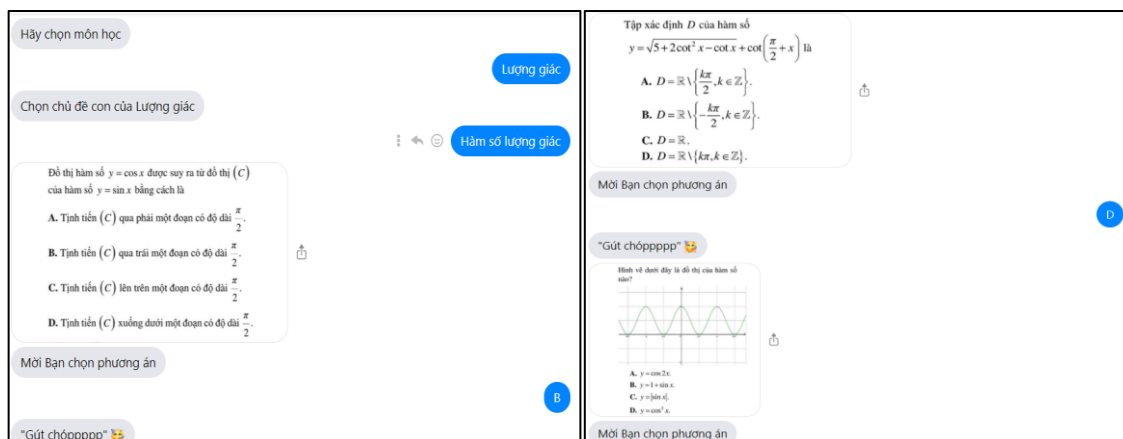 Hãy chọn môn học
Lượng giác
Chọn chủ đề con của Lượng giác
Hàm số lượng giác
Đồ thị hàm số y = cos x được suy ra từ đồ thị (C)
của hàm số y = sin x bằng cách là
A. Tịnh tiến (C) qua phải một đoạn có độ dài π/2.
B. Tịnh tiến (C) qua trái một đoạn có độ dài π/2.
C. Tịnh tiến (C) lên trên một đoạn có độ dài π/2.
D. Tịnh tiến (C) xuống dưới một đoạn có độ dài π/2.
Mời Bạn chọn phương án
B
"Gút chóppppp" 🥰
Tập xác định D của hàm số
y = √(5 + 2cot² x − cot x) + cot(π/2 + x) là
A. D = ℝ \ {kπ/2, k ∈ ℤ}.
B. D = ℝ \ {−kπ/2, k ∈ ℤ}.
C. D = ℝ.
D. D = ℝ \ {kπ, k ∈ ℤ}.
Mời Bạn chọn phương án
D
"Gút chóppppp" 🥰
Hình vẽ dưới đây là đồ thị của hàm số
nào?
A. y = cos 2x.
B. y = 1 + sin x.
C. y = |sin x|.
D. y = cos² x.
Mời Bạn chọn phương án